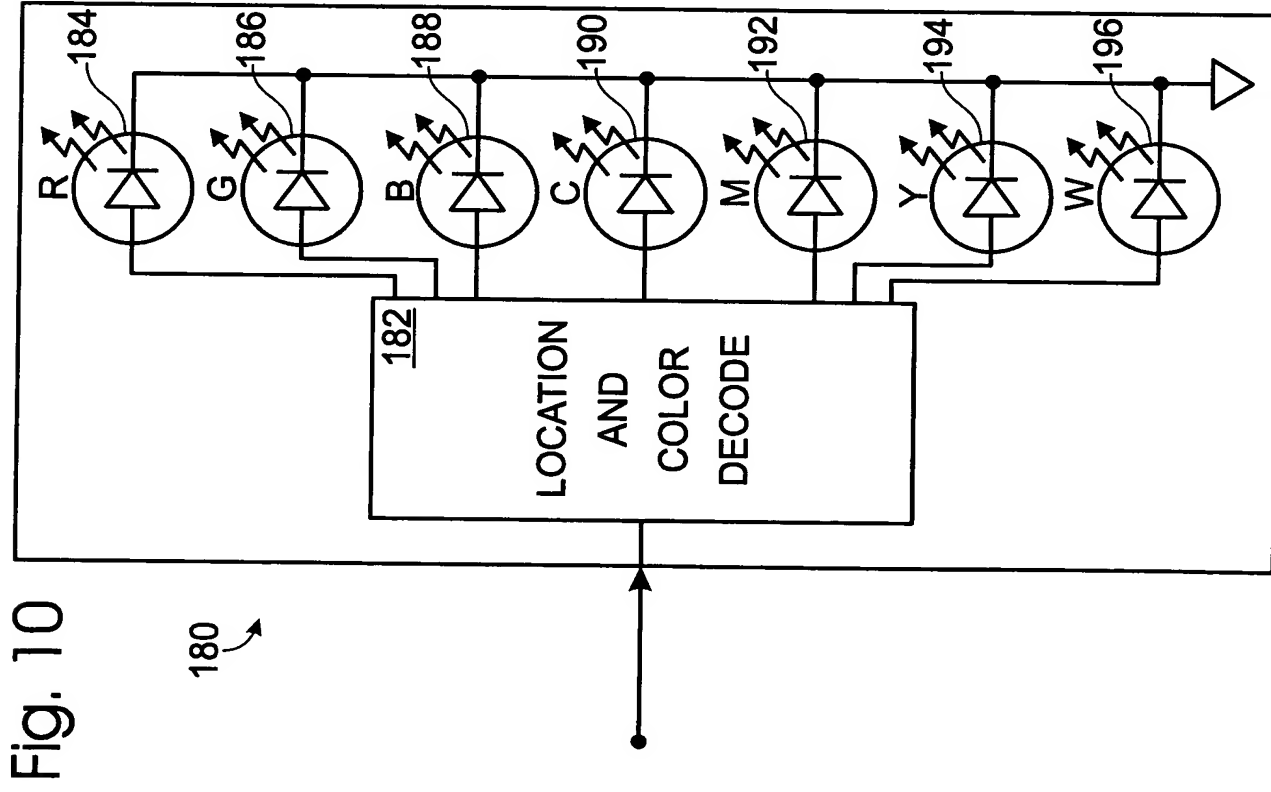 Fig. 10
180
182
LOCATION
AND
COLOR
DECODE
R
184
G
186
B
188
C
190
M
192
Y
194
W
196